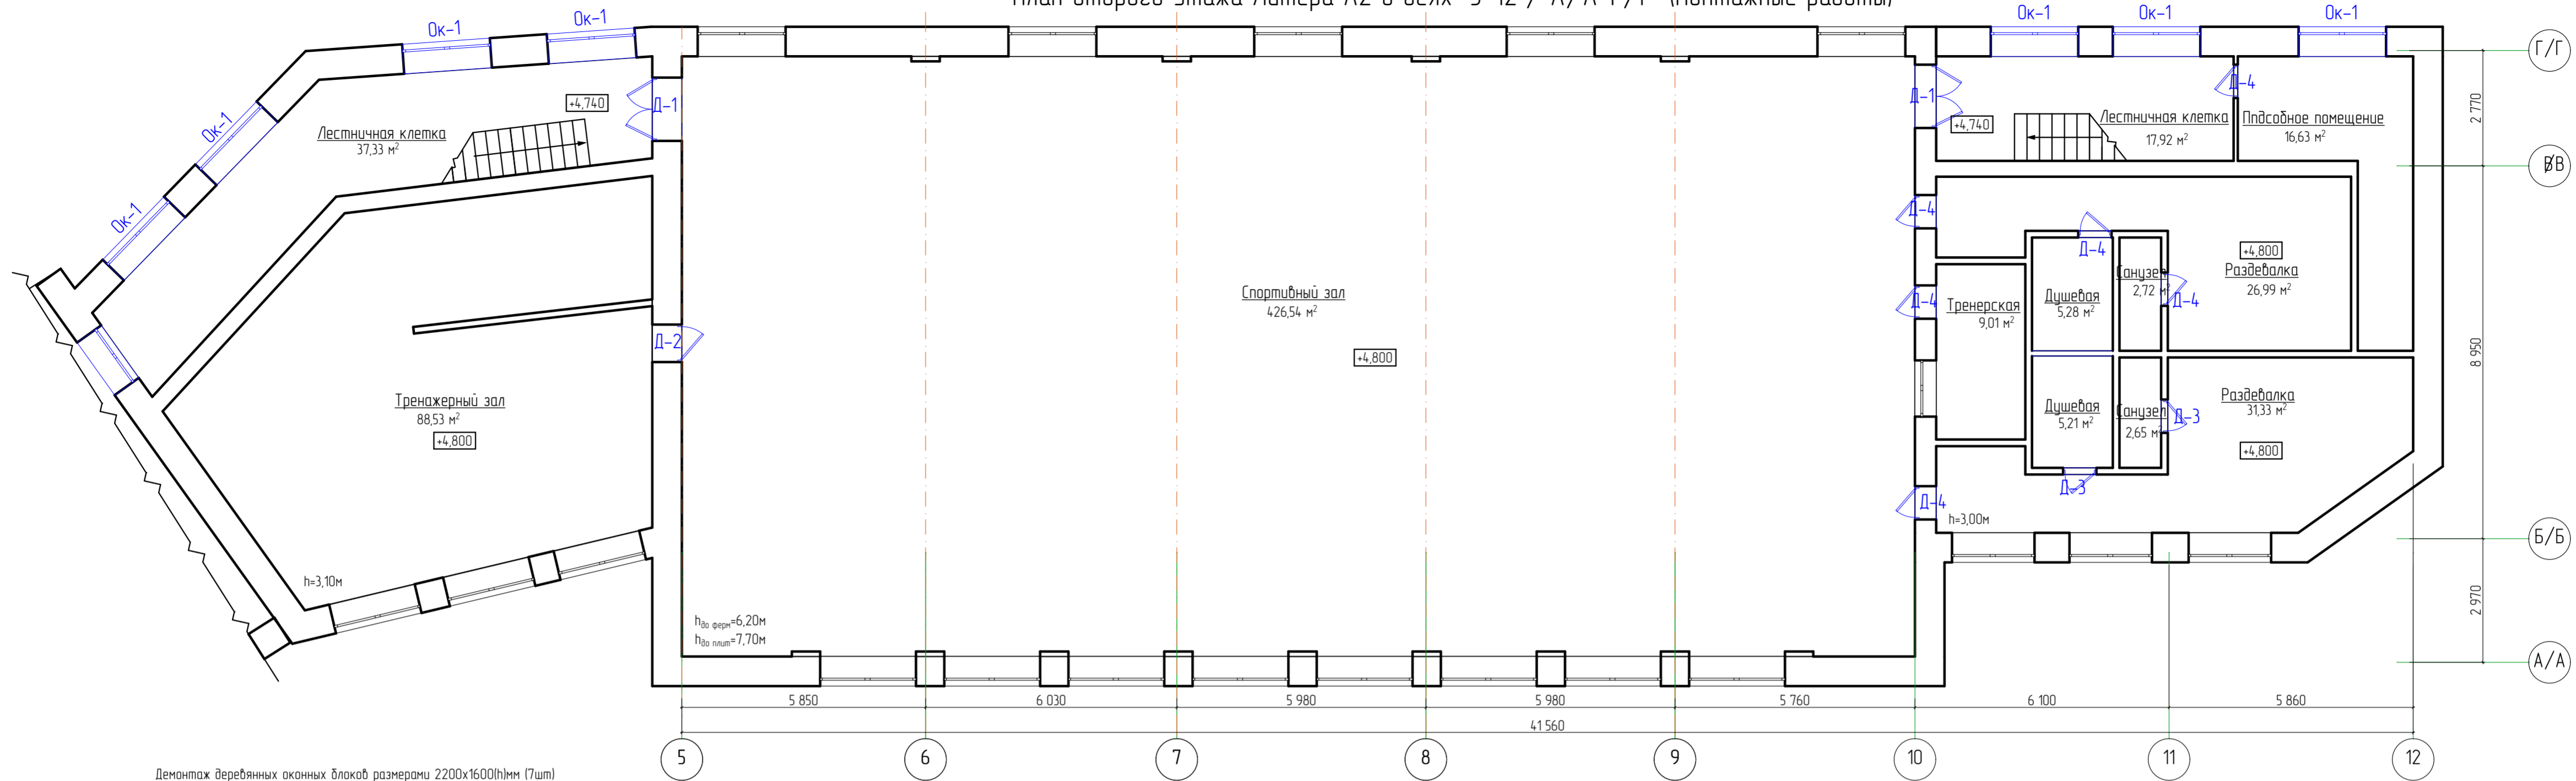 Ок-1
Ок-1
Ок-1
Ок-1
Ок-1
Ок-1
Ок-1
Г/Г
Д-1
Д-1
Д-4
+4,740
2 770
Лестничная клетка
37,33 м²
+4,740
Лестничная клетка
17,92 м²
Ппдсобное помещение
16,63 м²
Д-4
Д-4
+4,800
Раздевалка
26,99 м²
Санузел
2,72 м²
Д-4
Спортивный зал
426,54 м²
Д-4
Тренерская
9,01 м²
Душевая
5,28 м²
Д-2
+4,800
8 950
Тренажерный зал
88,53 м²
+4,800
Душевая
5,21 м²
Санузел
2,65 м²
Д-3
Раздевалка
31,33 м²
+4,800
Д-3
Д-4
h=3,00м
Б/Б
h=3,10м
2 970
hдо ферм=6,20м
hдо плит=7,70м
А/А
5 850
6 030
5 980
5 980
5 760
6 100
5 860
41 560
5
6
7
8
9
10
11
12
Демонтаж деревянных оконных блоков размерами 2200х1600(h)мм (7шт)